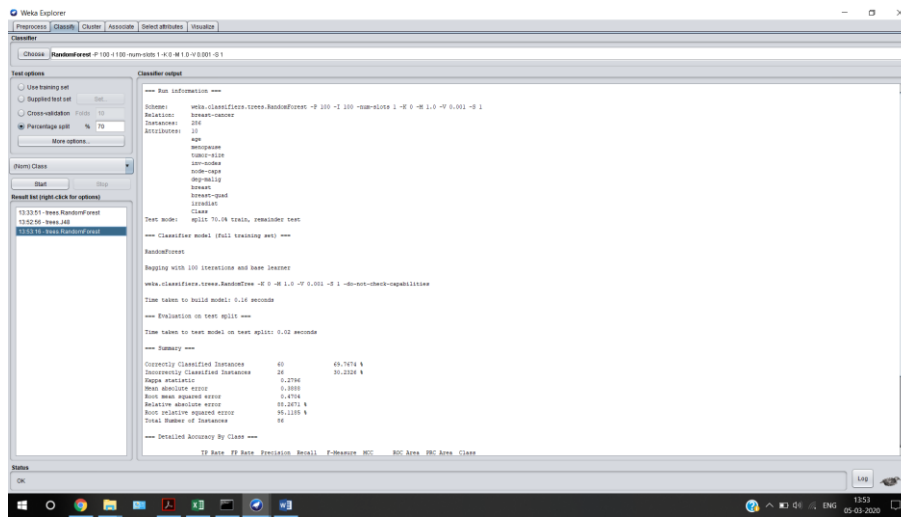 Weka Explorer
Preprocess Classify Cluster Associate Select attributes Visualize
Classifier
Choose RandomForest -P 100 -I 100 -num-slots 1 -K 0 -M 1.0 -V 0.001 -S 1
Test options
Use training set
Supplied test set Set...
Cross-validation Folds 10
Percentage split % 70
More options...
(Nom) Class
Start Stop
Result list (right-click for options)
13:33:51 - trees.RandomForest
13:52:56 - trees.J48
13:53:16 - trees.RandomForest
Classifier output
=== Run information ===
Scheme: weka.classifiers.trees.RandomForest -P 100 -I 100 -num-slots 1 -K 0 -M 1.0 -V 0.001 -S 1
Relation: breast-cancer
Instances: 286
Attributes: 10
age
menopause
tumor-size
inv-nodes
node-caps
deg-malig
breast
breast-quad
irradiat
Class
Test mode: split 70.0% train, remainder test
=== Classifier model (full training set) ===
RandomForest
Bagging with 100 iterations and base learner
weka.classifiers.trees.RandomTree -K 0 -M 1.0 -V 0.001 -S 1 -do-not-check-capabilities
Time taken to build model: 0.16 seconds
=== Evaluation on test split ===
Time taken to test model on test split: 0.02 seconds
=== Summary ===
Correctly Classified Instances 60 69.7674 %
Incorrectly Classified Instances 26 30.2326 %
Kappa statistic 0.2796
Mean absolute error
Root mean squared error 0.4704
Relative absolute error
Root relative squared error 95.1185 %
Total Number of Instances 86
=== Detailed Accuracy By Class ===
TP Rate FP Rate Precision Recall F-Measure MCC ROC Area PRC Area Class
Status
OK
Log
ENG
13:53
05-03-2020